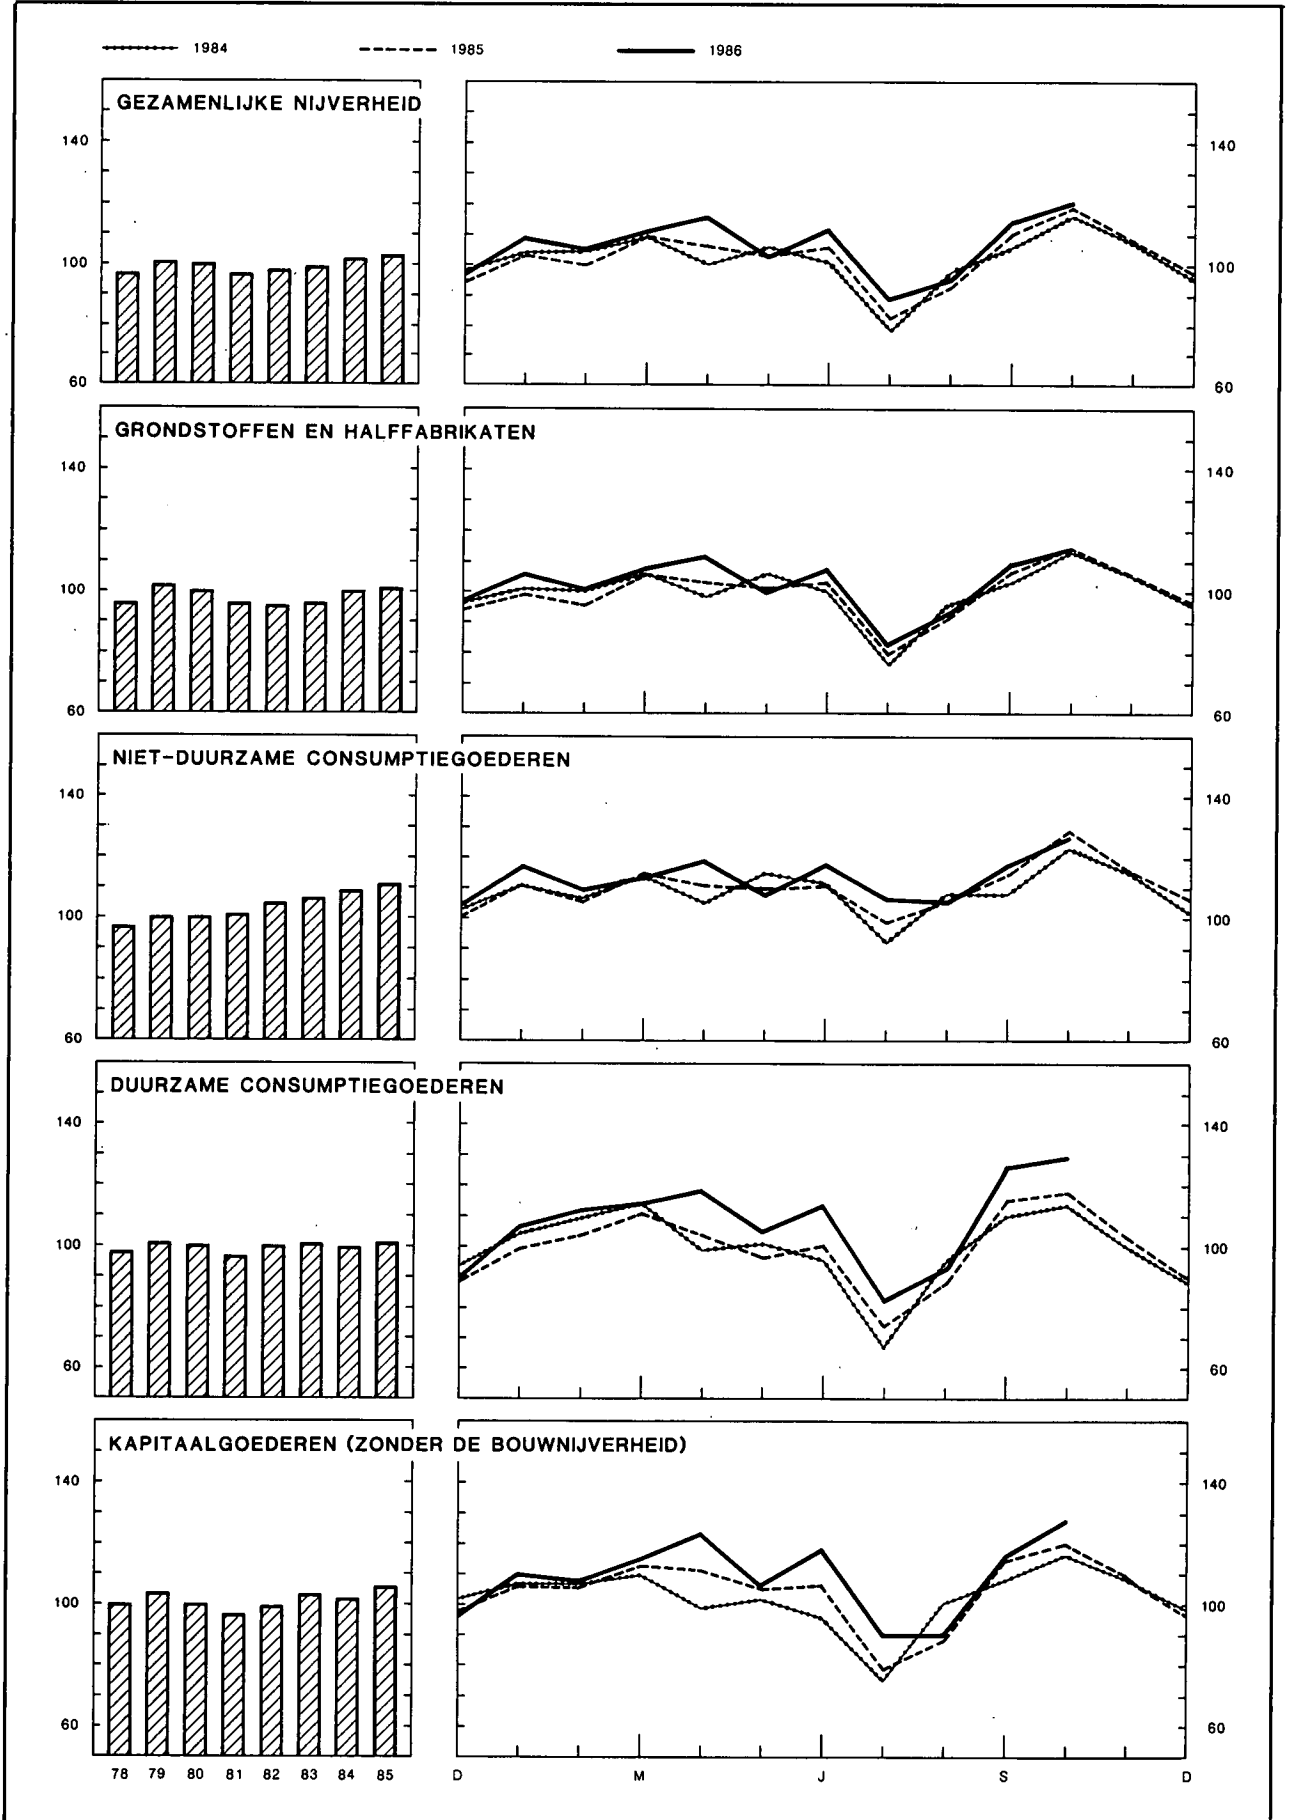 1984 1985 1986
GEZAMENLIJKE NIJVERHEID
140 140
100 100
60 60
GRONDSTOFFEN EN HALFFABRIKATEN
140 140
100 100
60 60
NIET-DUURZAME CONSUMPTIEGOEDEREN
140 140
100 100
60 60
DUURZAME CONSUMPTIEGOEDEREN
140 140
100 100
60 60
KAPITAALGOEDEREN (ZONDER DE BOUWNIJVERHEID)
140 140
100 100
60 60
78 79 80 81 82 83 84 85 D M J S D